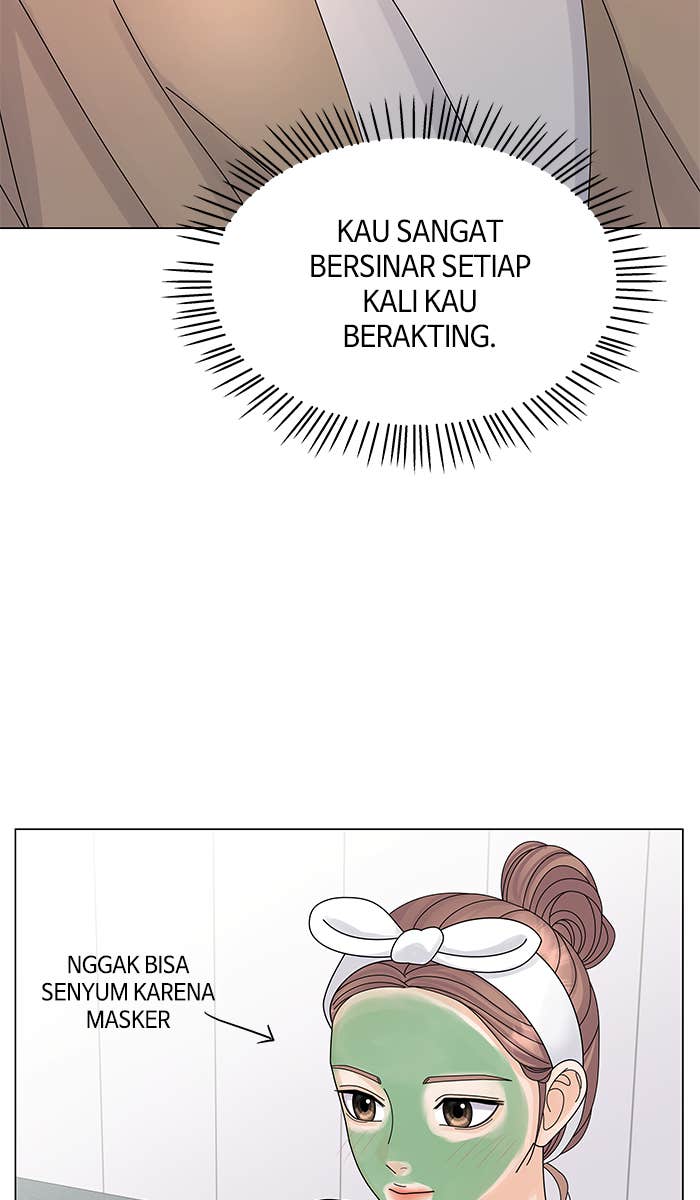 KAU SANGAT
BERSINAR SETIAP
KALI KAU
BERAKTING.
NGGAK BISA
SENYUM KARENA
MASKER